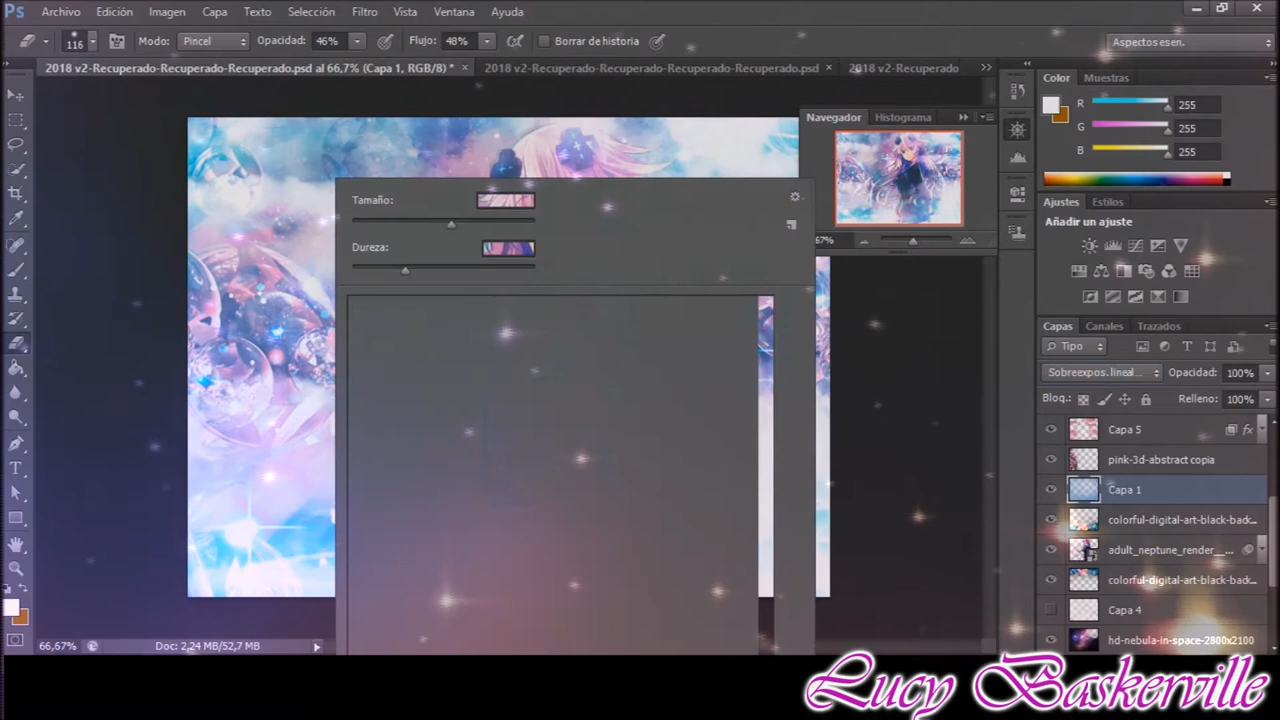 Ps Archivo Edición Imagen Capa Texto Selección Filtro Vista Ventana Ayuda
116 Modo: Pincel Opacidad: 46% Flujo: 48% Borrar de historia Aspectos esen.
2018 v2-Recuperado-Recuperado-Recuperado.psd al 66,7% (Capa 1, RGB/8) * × 2018 v2-Recuperado-Recuperado-Recuperado-Recuperado.psd × 2018 v2-Recuperado
Color Muestras
R 255
G 255
B 255
Navegador Histograma
67%
Tamaño:
Dureza:
Ajustes Estilos
Añadir un ajuste
Capas Canales Trazados
Tipo
Sobreexpos. lineal... Opacidad: 100%
Bloq.: Relleno: 100%
Capa 5 fx
pink-3d-abstract copia
Capa 1
colorful-digital-art-black-back...
adult_neptune_render__...
colorful-digital-art-black-back...
Capa 4
hd-nebula-in-space-2800x2100
66,67% Doc: 2,24 MB/52,7 MB
Lucy Baskerville